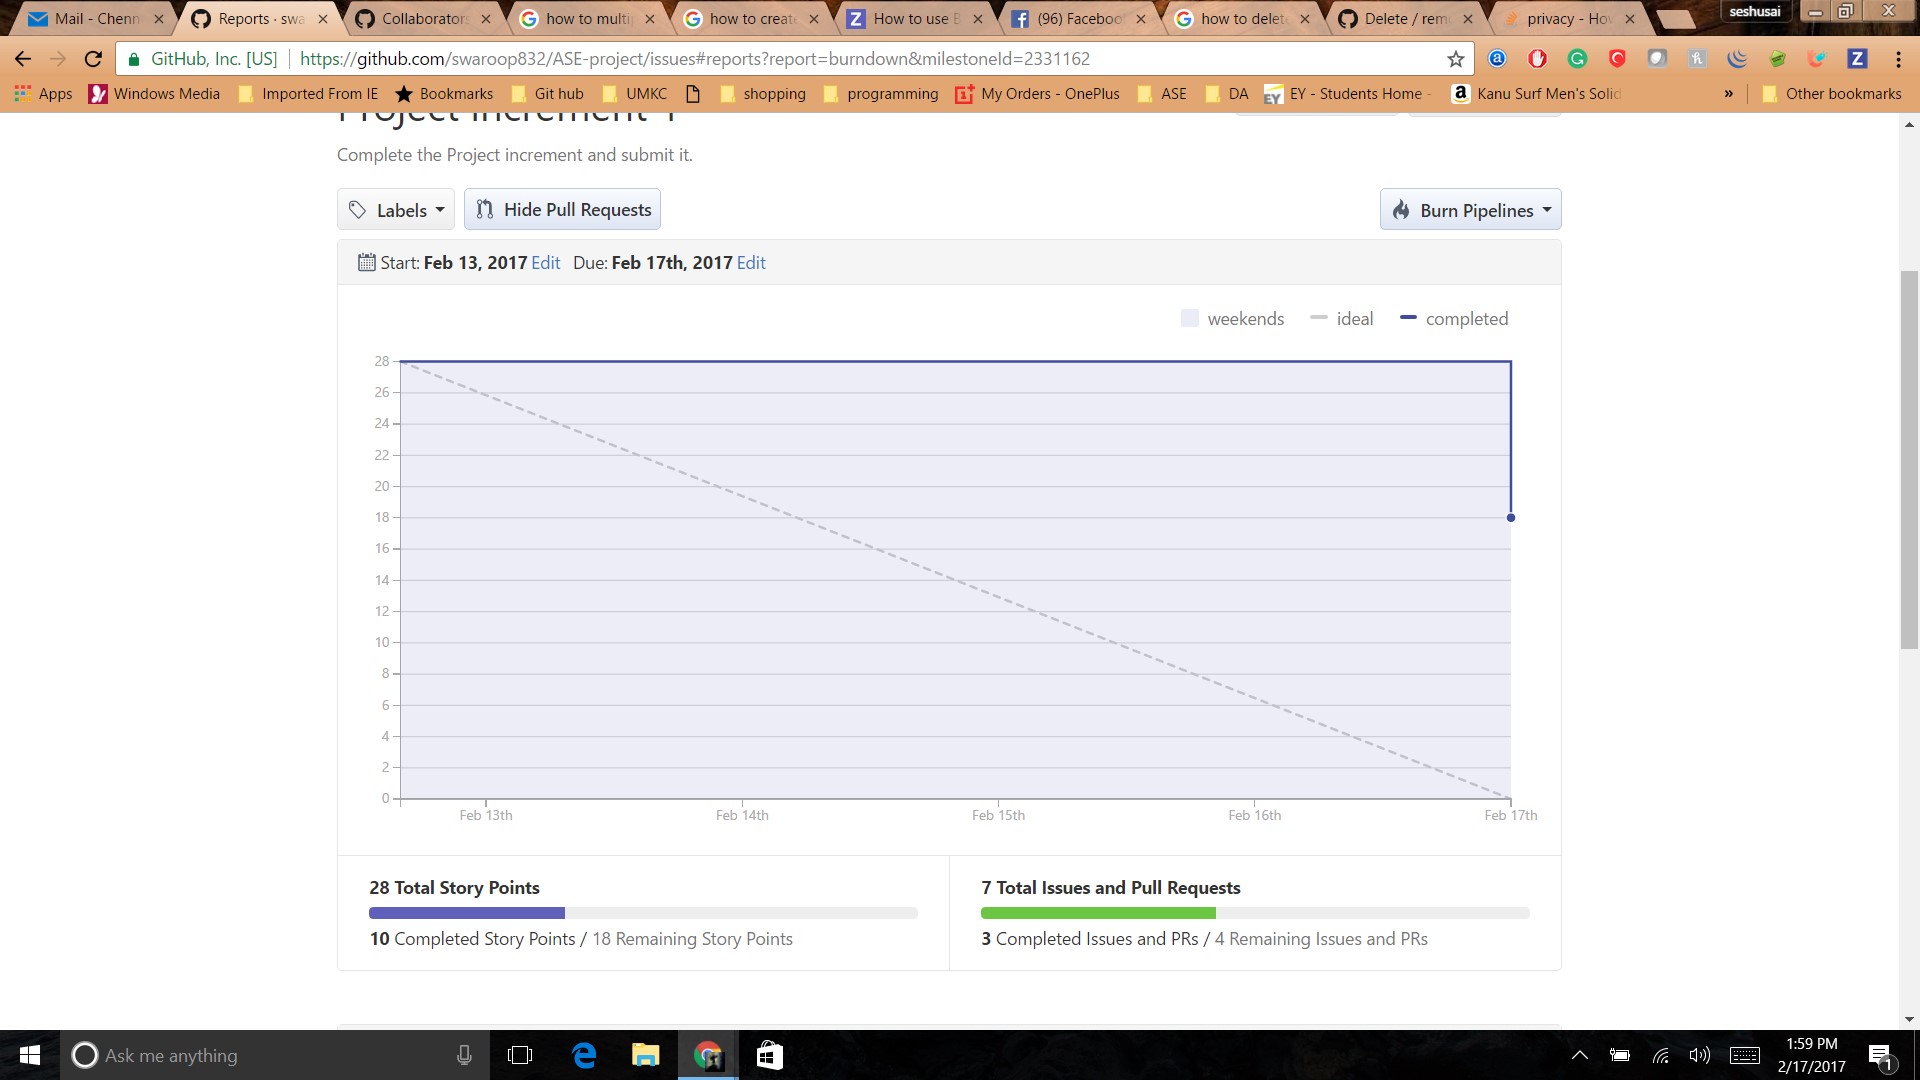 Mail - Chenn
Reports · swa
Collaborators
how to multi
how to create
How to use B
(96) Faceboo
how to delet
Delete / rem
privacy - Ho
seshusai
GitHub, Inc. [US]
https://github.com/swaroop832/ASE-project/issues#reports?report=burndown&milestoneId=2331162
Apps
Windows Media
Imported From IE
Bookmarks
Git hub
UMKC
shopping
programming
My Orders - OnePlus
ASE
DA
EY - Students Home -
Kanu Surf Men's Solid
»
Other bookmarks
Project Increment
Complete the Project increment and submit it.
Labels
Hide Pull Requests
Burn Pipelines
Start: Feb 13, 2017 Edit Due: Feb 17th, 2017 Edit
weekends
ideal
completed
28
26
24
22
20
18
16
14
12
10
8
6
4
2
0
Feb 13th
Feb 14th
Feb 15th
Feb 16th
Feb 17th
28 Total Story Points
10 Completed Story Points / 18 Remaining Story Points
7 Total Issues and Pull Requests
3 Completed Issues and PRs / 4 Remaining Issues and PRs
Ask me anything
1:59 PM
2/17/2017
1